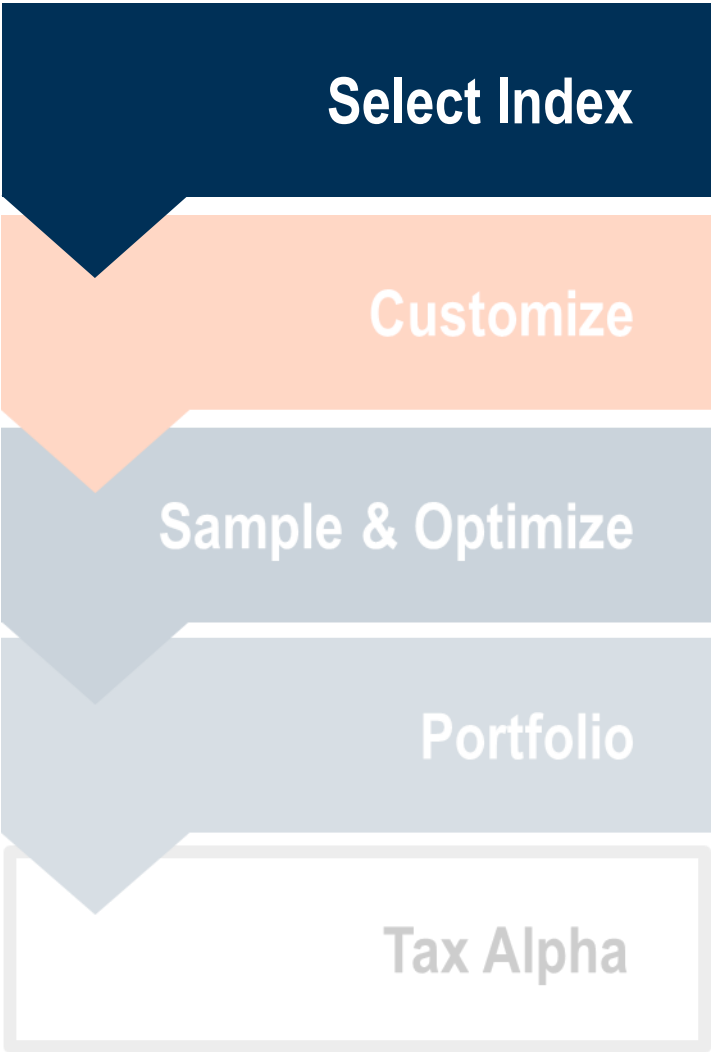 Select Index
Customize
Sample & Optimize
Portfolio
Tax Alpha